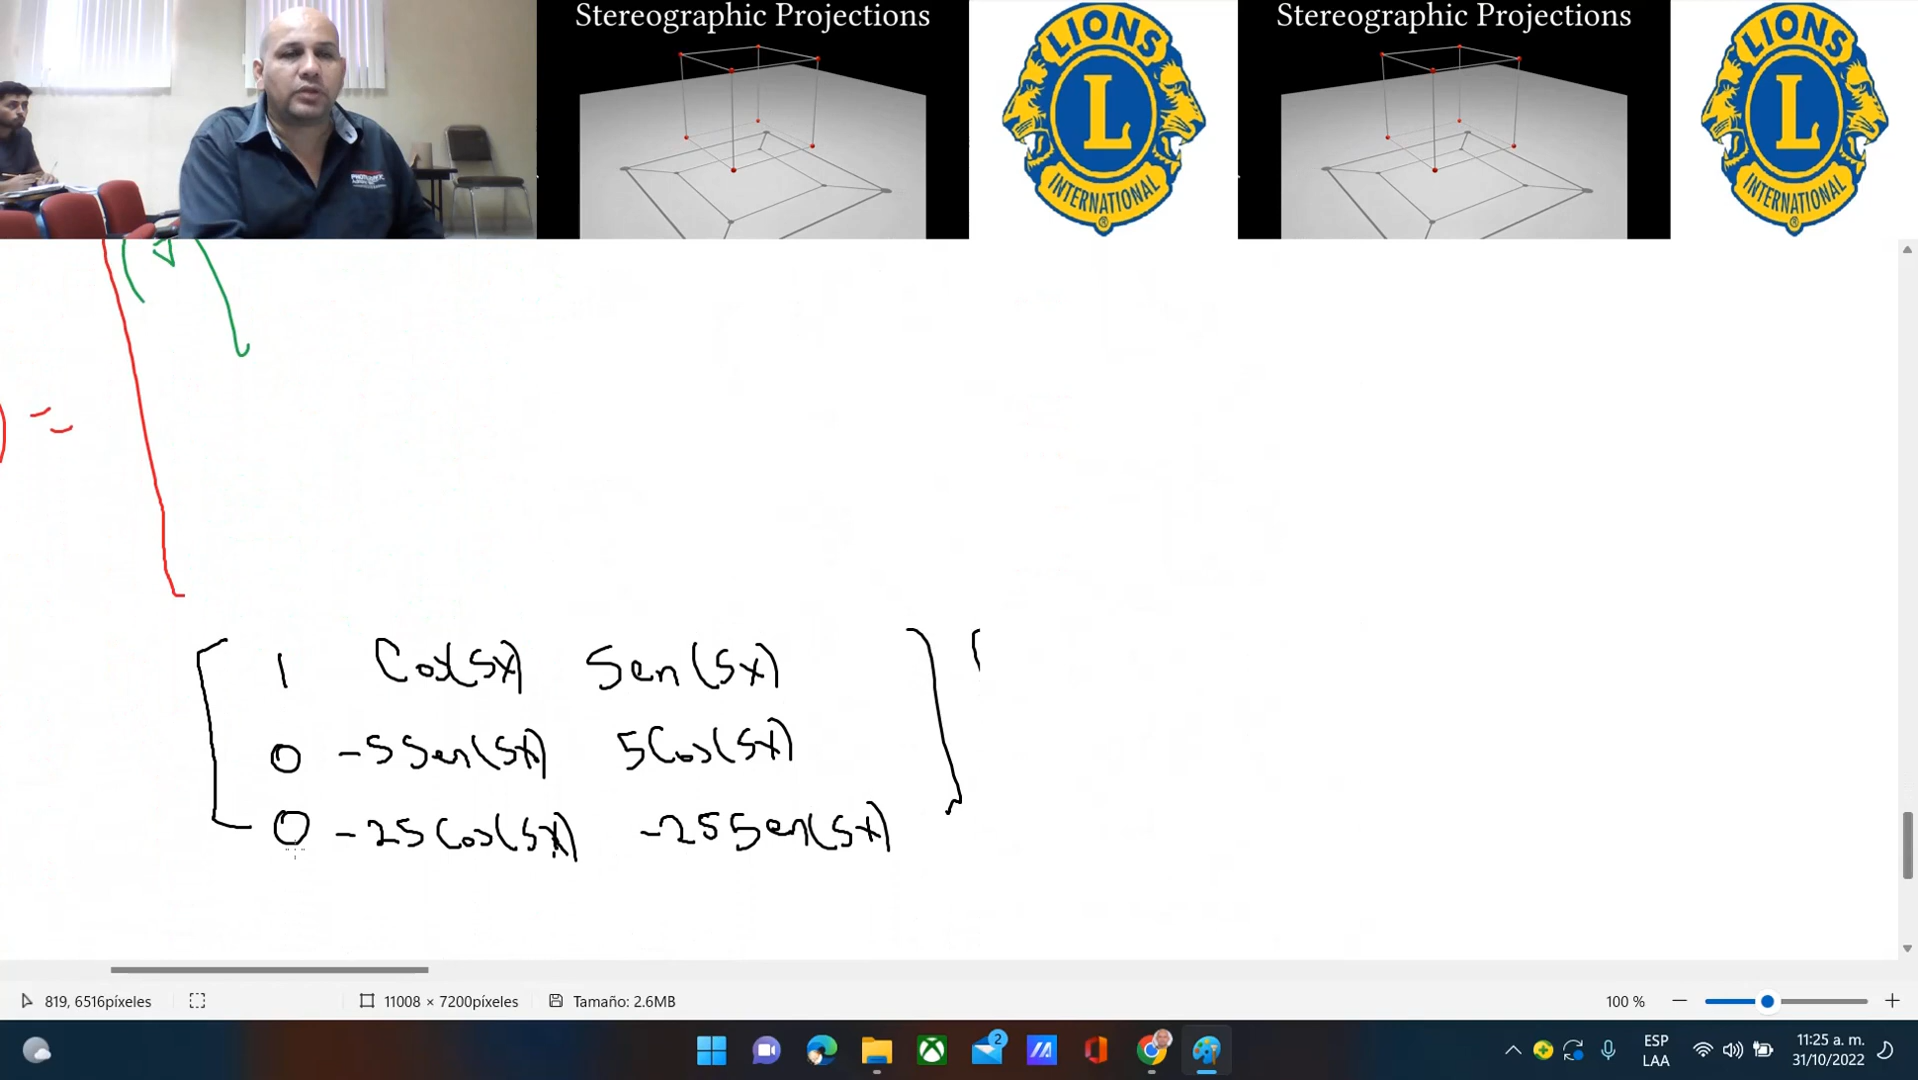 Stereographic Projections
LIONS
L
INTERNATIONAL
®
Stereographic Projections
LIONS
L
INTERNATIONAL
®
=
1 Cos(5x) Sen(5x)
0 -5Sen(5x) 5Cos(5x)
0 -25Cos(5x) -25Sen(5x)
819, 6516píxeles
11008 × 7200píxeles
Tamaño: 2.6MB
100 %
2
ESP
LAA
11:25 a. m.
31/10/2022